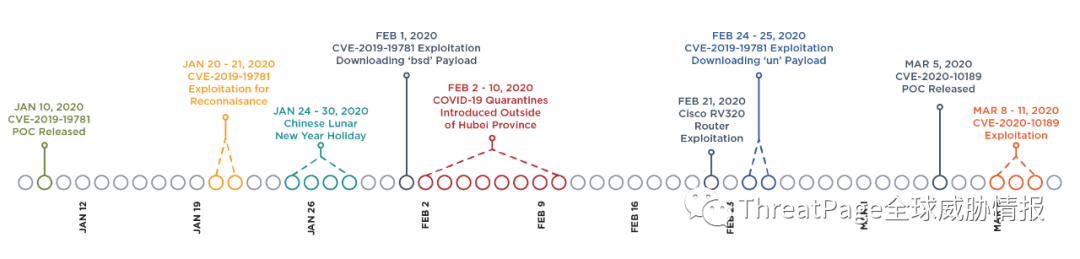 JAN 10, 2020
CVE-2019-19781
POC Released
JAN 20 - 21, 2020
CVE-2019-19781
Exploitation for
Reconnaisance
JAN 24 - 30, 2020
Chinese Lunar
New Year Holiday
FEB 1, 2020
CVE-2019-19781 Exploitation
Downloading ‘bsd’ Payload
FEB 2 - 10, 2020
COVID-19 Quarantines
Introduced Outside
of Hubei Province
FEB 21, 2020
Cisco RV320
Router
Exploitation
FEB 24 - 25, 2020
CVE-2019-19781 Exploitation
Downloading ‘un’ Payload
MAR 5, 2020
CVE-2020-10189
POC Released
MAR 8 - 11, 2020
CVE-2020-10189
Exploitation
JAN 12
JAN 19
JAN 26
FEB 2
FEB 9
FEB 16
FEB 23
MAR
MAR
ThreatPage全球威胁情报